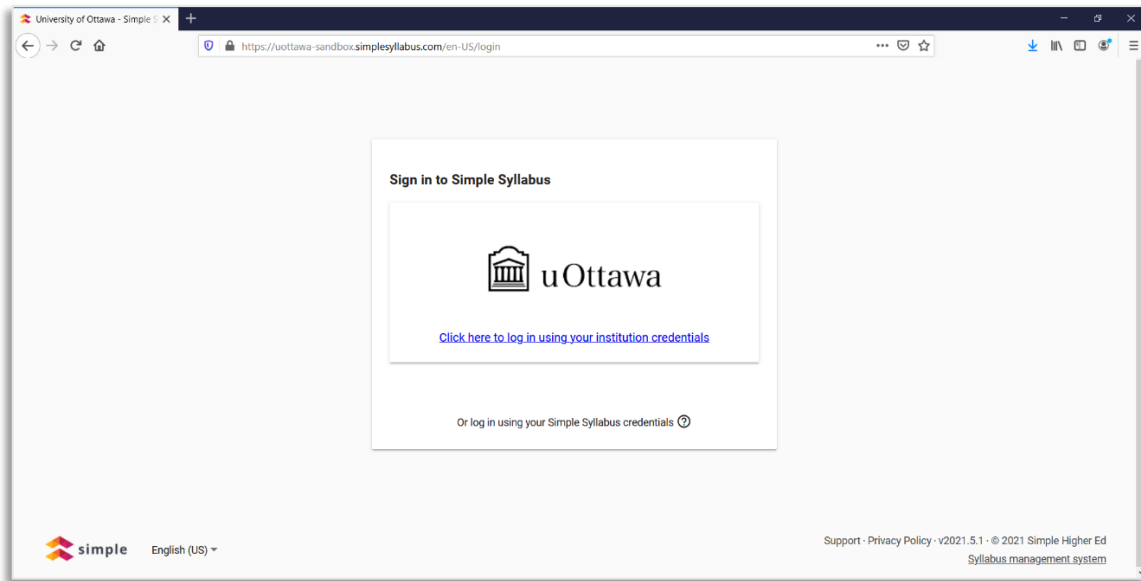 University of Ottawa - Simple S
https://uottawa-sandbox.simplesyllabus.com/en-US/login
Sign in to Simple Syllabus
uOttawa
Click here to log in using your institution credentials
Or log in using your Simple Syllabus credentials
simple English (US)
Support · Privacy Policy · v2021.5.1 · © 2021 Simple Higher Ed
Syllabus management system